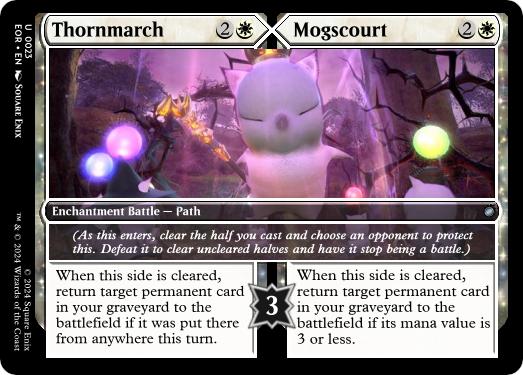 Thornmarch 2
Mogscourt 2
Enchantment Battle — Path
(As this enters, clear the half you cast and choose an opponent to protect
this. Defeat it to clear uncleared halves and have it stop being a battle.)
When this side is cleared,
return target permanent card
in your graveyard to the
battlefield if it was put there
from anywhere this turn.
3
When this side is cleared,
return target permanent card
in your graveyard to the
battlefield if its mana value is
3 or less.
U 0023
EOR • EN SQUARE ENIX
™ & © 2024 Wizards of the Coast
© 2024 Square Enix